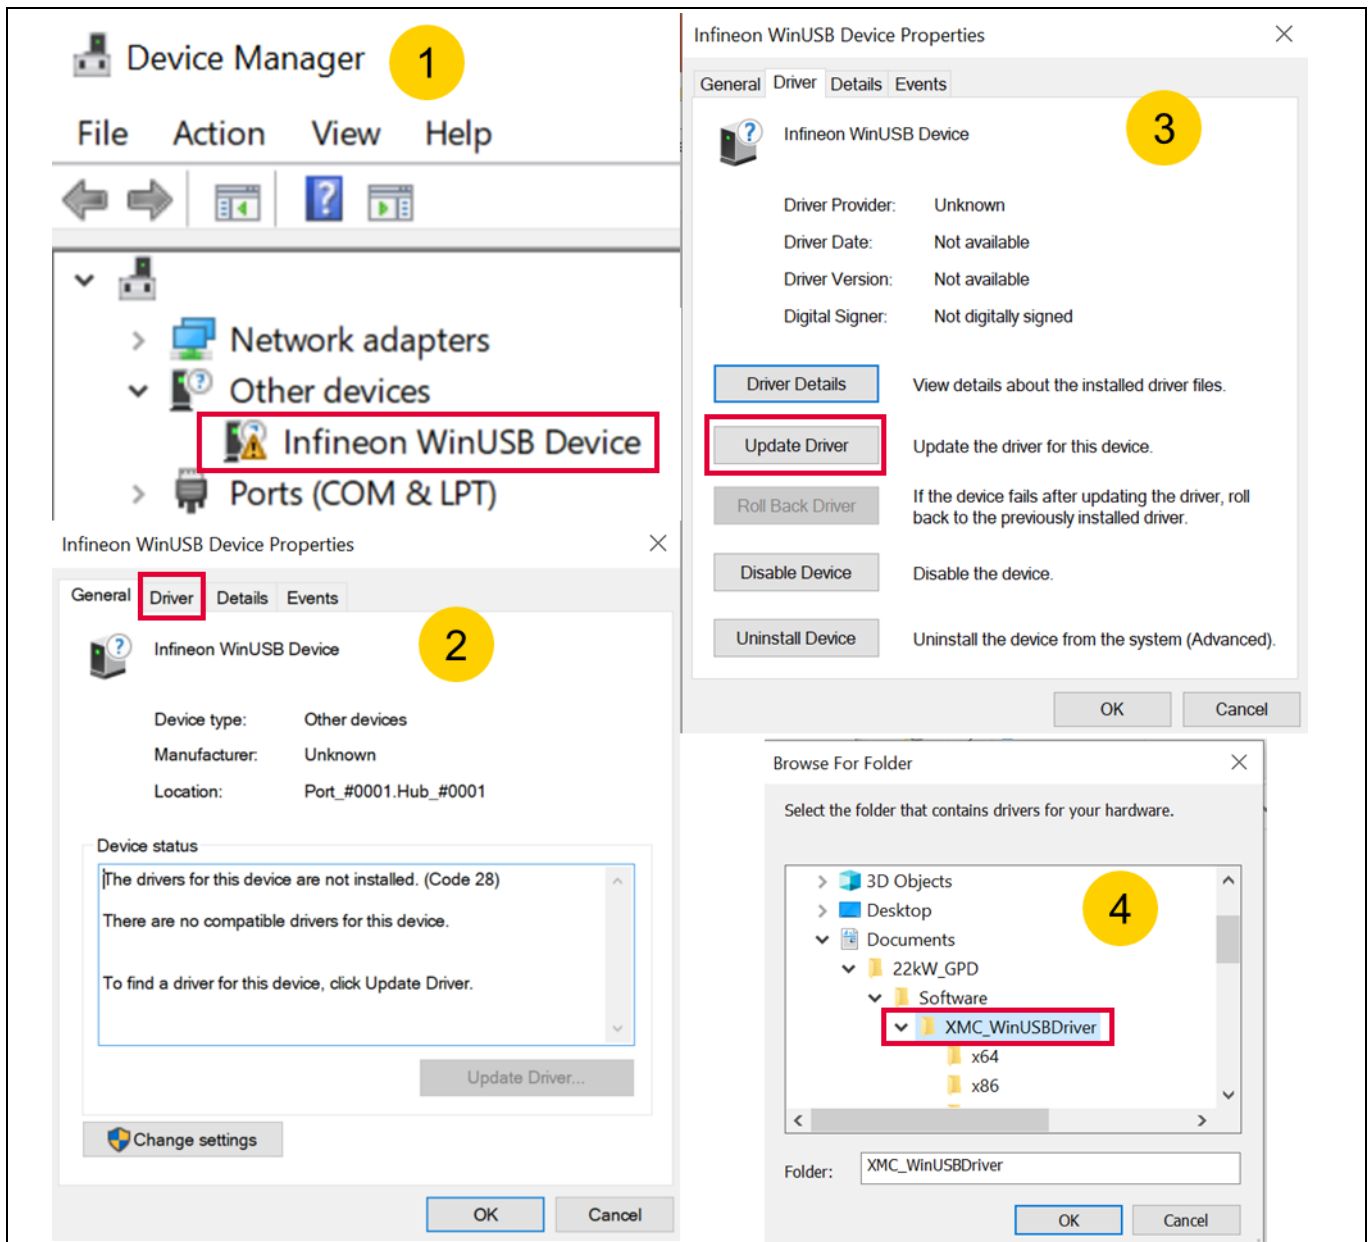 Device Manager
1
File Action View Help
Network adapters
Other devices
Infineon WinUSB Device
Ports (COM & LPT)
Infineon WinUSB Device Properties
General Driver Details Events
2
Infineon WinUSB Device
Device type: Other devices
Manufacturer: Unknown
Location: Port_#0001.Hub_#0001
Device status
The drivers for this device are not installed. (Code 28)
There are no compatible drivers for this device.
To find a driver for this device, click Update Driver.
Update Driver...
Change settings
OK Cancel
Infineon WinUSB Device Properties
General Driver Details Events
3
Infineon WinUSB Device
Driver Provider: Unknown
Driver Date: Not available
Driver Version: Not available
Digital Signer: Not digitally signed
Driver Details View details about the installed driver files.
Update Driver Update the driver for this device.
Roll Back Driver If the device fails after updating the driver, roll
back to the previously installed driver.
Disable Device Disable the device.
Uninstall Device Uninstall the device from the system (Advanced).
OK Cancel
Browse For Folder
Select the folder that contains drivers for your hardware.
4
3D Objects
Desktop
Documents
22kW_GPD
Software
XMC_WinUSBDriver
x64
x86
Folder: XMC_WinUSBDriver
OK Cancel